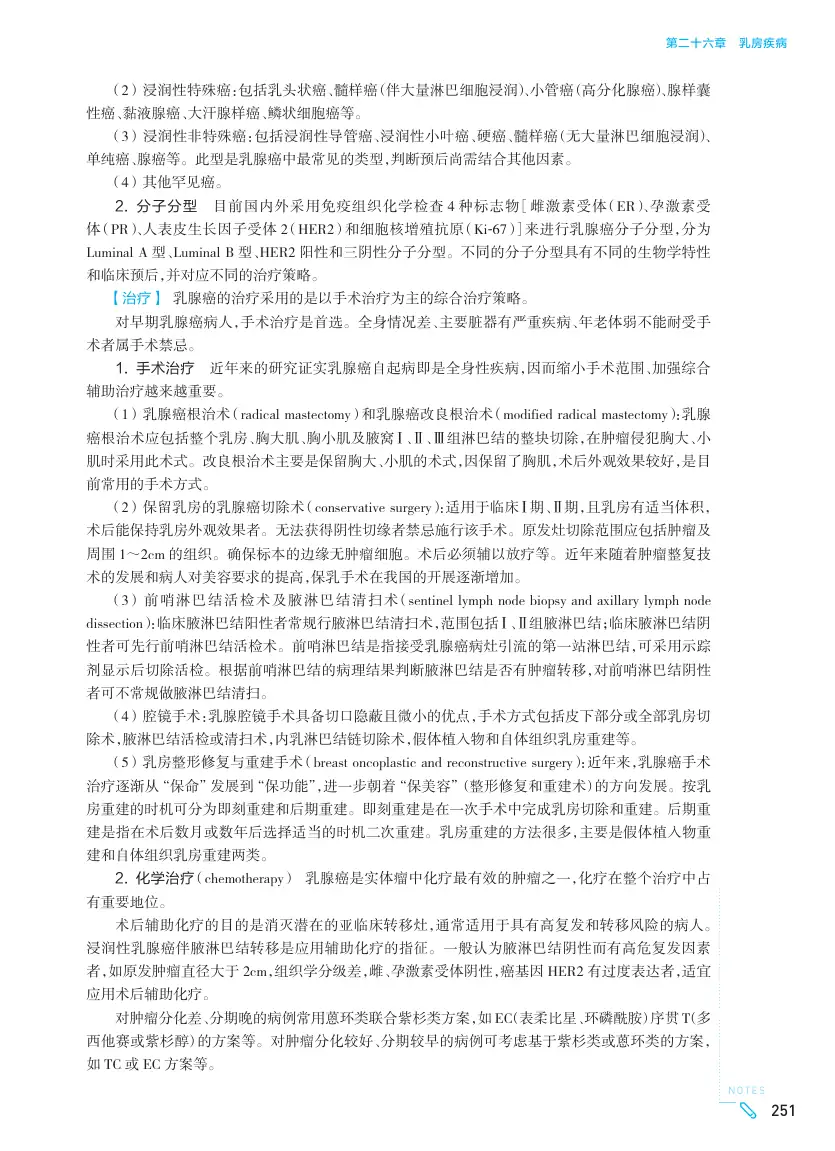 第二十六章　乳房疾病
（2）浸润性特殊癌：包括乳头状癌、髓样癌（伴大量淋巴细胞浸润）、小管癌（高分化腺癌）、腺样囊
性癌、黏液腺癌、大汗腺样癌、鳞状细胞癌等。
（3）浸润性非特殊癌：包括浸润性导管癌、浸润性小叶癌、硬癌、髓样癌（无大量淋巴细胞浸润）、
单纯癌、腺癌等。此型是乳腺癌中最常见的类型，判断预后尚需结合其他因素。
（4）其他罕见癌。
2. 分子分型　目前国内外采用免疫组织化学检查 4 种标志物［雌激素受体（ER）、孕激素受
体（PR）、人表皮生长因子受体 2（HER2）和细胞核增殖抗原（Ki-67）］来进行乳腺癌分子分型，分为
Luminal A 型、Luminal B 型、HER2 阳性和三阴性分子分型。不同的分子分型具有不同的生物学特性
和临床预后，并对应不同的治疗策略。
【治疗】 乳腺癌的治疗采用的是以手术治疗为主的综合治疗策略。
对早期乳腺癌病人，手术治疗是首选。全身情况差、主要脏器有严重疾病、年老体弱不能耐受手
术者属手术禁忌。
1. 手术治疗　近年来的研究证实乳腺癌自起病即是全身性疾病，因而缩小手术范围、加强综合
辅助治疗越来越重要。
（1）乳腺癌根治术（radical mastectomy）和乳腺癌改良根治术（modified radical mastectomy）：乳腺
癌根治术应包括整个乳房、胸大肌、胸小肌及腋窝Ⅰ、Ⅱ、Ⅲ组淋巴结的整块切除，在肿瘤侵犯胸大、小
肌时采用此术式。改良根治术主要是保留胸大、小肌的术式，因保留了胸肌，术后外观效果较好，是目
前常用的手术方式。
（2）保留乳房的乳腺癌切除术（conservative surgery）：适用于临床Ⅰ期、Ⅱ期，且乳房有适当体积，
术后能保持乳房外观效果者。无法获得阴性切缘者禁忌施行该手术。原发灶切除范围应包括肿瘤及
周围 1～2cm 的组织。确保标本的边缘无肿瘤细胞。术后必须辅以放疗等。近年来随着肿瘤整复技
术的发展和病人对美容要求的提高，保乳手术在我国的开展逐渐增加。
（3）前哨淋巴结活检术及腋淋巴结清扫术（sentinel lymph node biopsy and axillary lymph node
dissection）：临床腋淋巴结阳性者常规行腋淋巴结清扫术，范围包括Ⅰ、Ⅱ组腋淋巴结；临床腋淋巴结阴
性者可先行前哨淋巴结活检术。前哨淋巴结是指接受乳腺癌病灶引流的第一站淋巴结，可采用示踪
剂显示后切除活检。根据前哨淋巴结的病理结果判断腋淋巴结是否有肿瘤转移，对前哨淋巴结阴性
者可不常规做腋淋巴结清扫。
（4）腔镜手术：乳腺腔镜手术具备切口隐蔽且微小的优点，手术方式包括皮下部分或全部乳房切
除术，腋淋巴结活检或清扫术，内乳淋巴结链切除术，假体植入物和自体组织乳房重建等。
（5）乳房整形修复与重建手术（breast oncoplastic and reconstructive surgery）：近年来，乳腺癌手术
治疗逐渐从“保命”发展到“保功能”，进一步朝着“保美容”（整形修复和重建术）的方向发展。按乳
房重建的时机可分为即刻重建和后期重建。即刻重建是在一次手术中完成乳房切除和重建。后期重
建是指在术后数月或数年后选择适当的时机二次重建。乳房重建的方法很多，主要是假体植入物重
建和自体组织乳房重建两类。
2. 化学治疗（chemotherapy）　乳腺癌是实体瘤中化疗最有效的肿瘤之一，化疗在整个治疗中占
有重要地位。
术后辅助化疗的目的是消灭潜在的亚临床转移灶，通常适用于具有高复发和转移风险的病人。
浸润性乳腺癌伴腋淋巴结转移是应用辅助化疗的指征。一般认为腋淋巴结阴性而有高危复发因素
者，如原发肿瘤直径大于 2cm，组织学分级差，雌、孕激素受体阴性，癌基因 HER2 有过度表达者，适宜
应用术后辅助化疗。
对肿瘤分化差、分期晚的病例常用蒽环类联合紫杉类方案，如 EC（表柔比星、环磷酰胺）序贯 T（多
西他赛或紫杉醇）的方案等。对肿瘤分化较好、分期较早的病例可考虑基于紫杉类或蒽环类的方案，
如 TC 或 EC 方案等。
NOTES
251